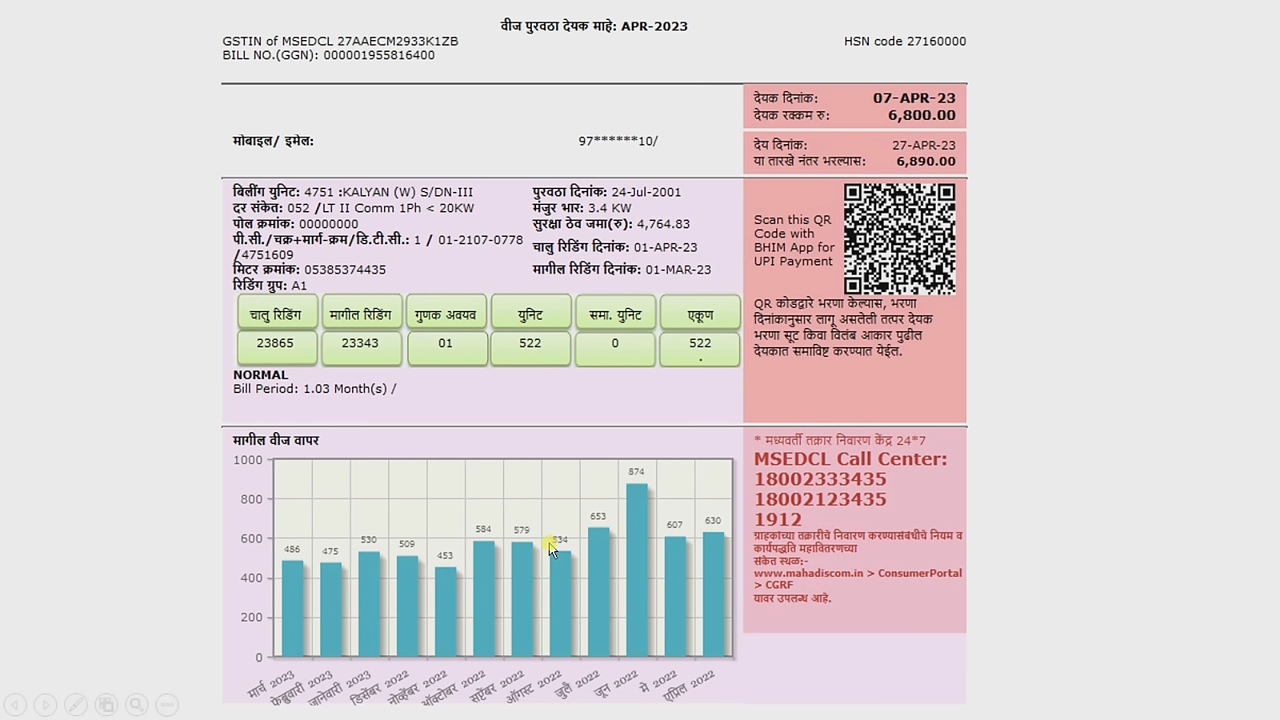 वीज पुरवठा देयक माहे: APR-2023
GSTIN of MSEDCL 27AAECM2933K1ZB
HSN code 27160000
BILL NO.(GGN): 000001955816400
देयक दिनांक: 07-APR-23
देयक रक्कम रु: 6,800.00
मोबाइल/ इमेल: 97******10/
देय दिनांक: 27-APR-23
या तारखे नंतर भरल्यास: 6,890.00
बिलींग युनिट: 4751 :KALYAN (W) S/DN-III
दर संकेत: 052 /LT II Comm 1Ph < 20KW
पोल क्रमांक: 00000000
पी.सी./चक्र+मार्ग-क्रम/डि.टी.सी.: 1 / 01-2107-0778
/4751609
मिटर क्रमांक: 05385374435
रिडिंग ग्रुप: A1
पुरवठा दिनांक: 24-Jul-2001
मंजुर भार: 3.4 KW
सुरक्षा ठेव जमा(रु): 4,764.83
चालु रिडिंग दिनांक: 01-APR-23
मागील रिडिंग दिनांक: 01-MAR-23
Scan this QR
Code with
BHIM App for
UPI Payment
QR कोडद्वारे भरणा केल्यास, भरणा
दिनांकानुसार लागू असलेली तत्पर देयक
भरणा सूट किंवा विलंब आकार पुढील
देयकात समाविष्ट करण्यात येईल.
चालु रिडिंग मागील रिडिंग गुणक अवयव युनिट समा. युनिट एकूण
23865 23343 01 522 0 522
.
NORMAL
Bill Period: 1.03 Month(s) /
मागील वीज वापर
1000
800
600
400
200
0
486 475 530 509 453 584 579 534 653 874 607 630
मार्च 2023 फेब्रुवारी 2023 जानेवारी 2023 डिसेंबर 2022 नोव्हेंबर 2022 ऑक्टोबर 2022 सप्टेंबर 2022 ऑगस्ट 2022 जुलै 2022 जून 2022 मे 2022 एप्रिल 2022
* मध्यवर्ती तक्रार निवारण केंद्र 24*7
MSEDCL Call Center:
18002333435
18002123435
1912
ग्राहकांच्या तक्रारीचे निवारण करण्यासंबंधीचे नियम व
कार्यपद्धति महावितरणच्या
संकेत स्थळ:-
www.mahadiscom.in > ConsumerPortal
> CGRF
यावर उपलब्ध आहे.